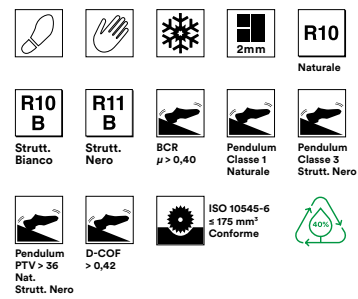 2mm
R10
Naturale
R10
B
R11
B
Strutt.
Bianco
Strutt.
Nero
BCR
μ > 0,40
Pendulum
Classe 1
Naturale
Pendulum
Classe 3
Strutt. Nero
Pendulum
PTV > 36
Nat.
Strutt. Nero
D-COF
> 0,42
ISO 10545-6
≤ 175 mm³
Conforme
40%